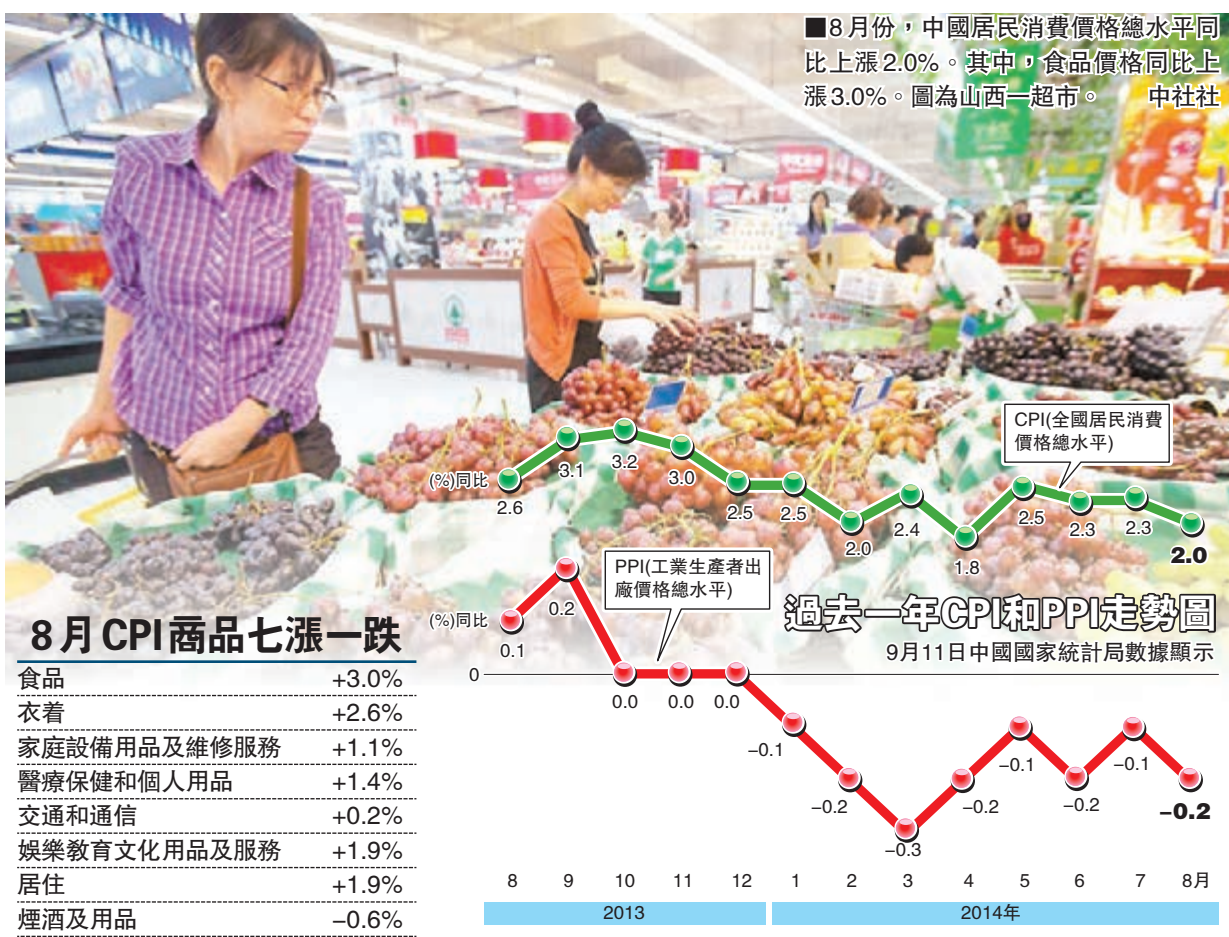 ■8月份，中國居民消費價格總水平同
比上漲2.0%。其中，食品價格同比上
漲3.0%。圖為山西一超市。 中社社
CPI(全國居民消費
價格總水平)
(%)同比
2.6
3.1
3.2
3.0
2.5
2.5
2.0
2.4
1.8
2.5
2.3
2.3
2.0
PPI(工業生產者出
廠價格總水平)
過去一年CPI和PPI走勢圖
9月11日中國國家統計局數據顯示
(%)同比
0
0.1
0.2
0.0
0.0
0.0
−0.1
−0.2
−0.3
−0.2
−0.1
−0.2
−0.1
−0.2
8 9 10 11 12 1 2 3 4 5 6 7 8月
2013 2014年
8月CPI商品七漲一跌
食品 +3.0%
衣着 +2.6%
家庭設備用品及維修服務 +1.1%
醫療保健和個人用品 +1.4%
交通和通信 +0.2%
娛樂教育文化用品及服務 +1.9%
居住 +1.9%
煙酒及用品 −0.6%